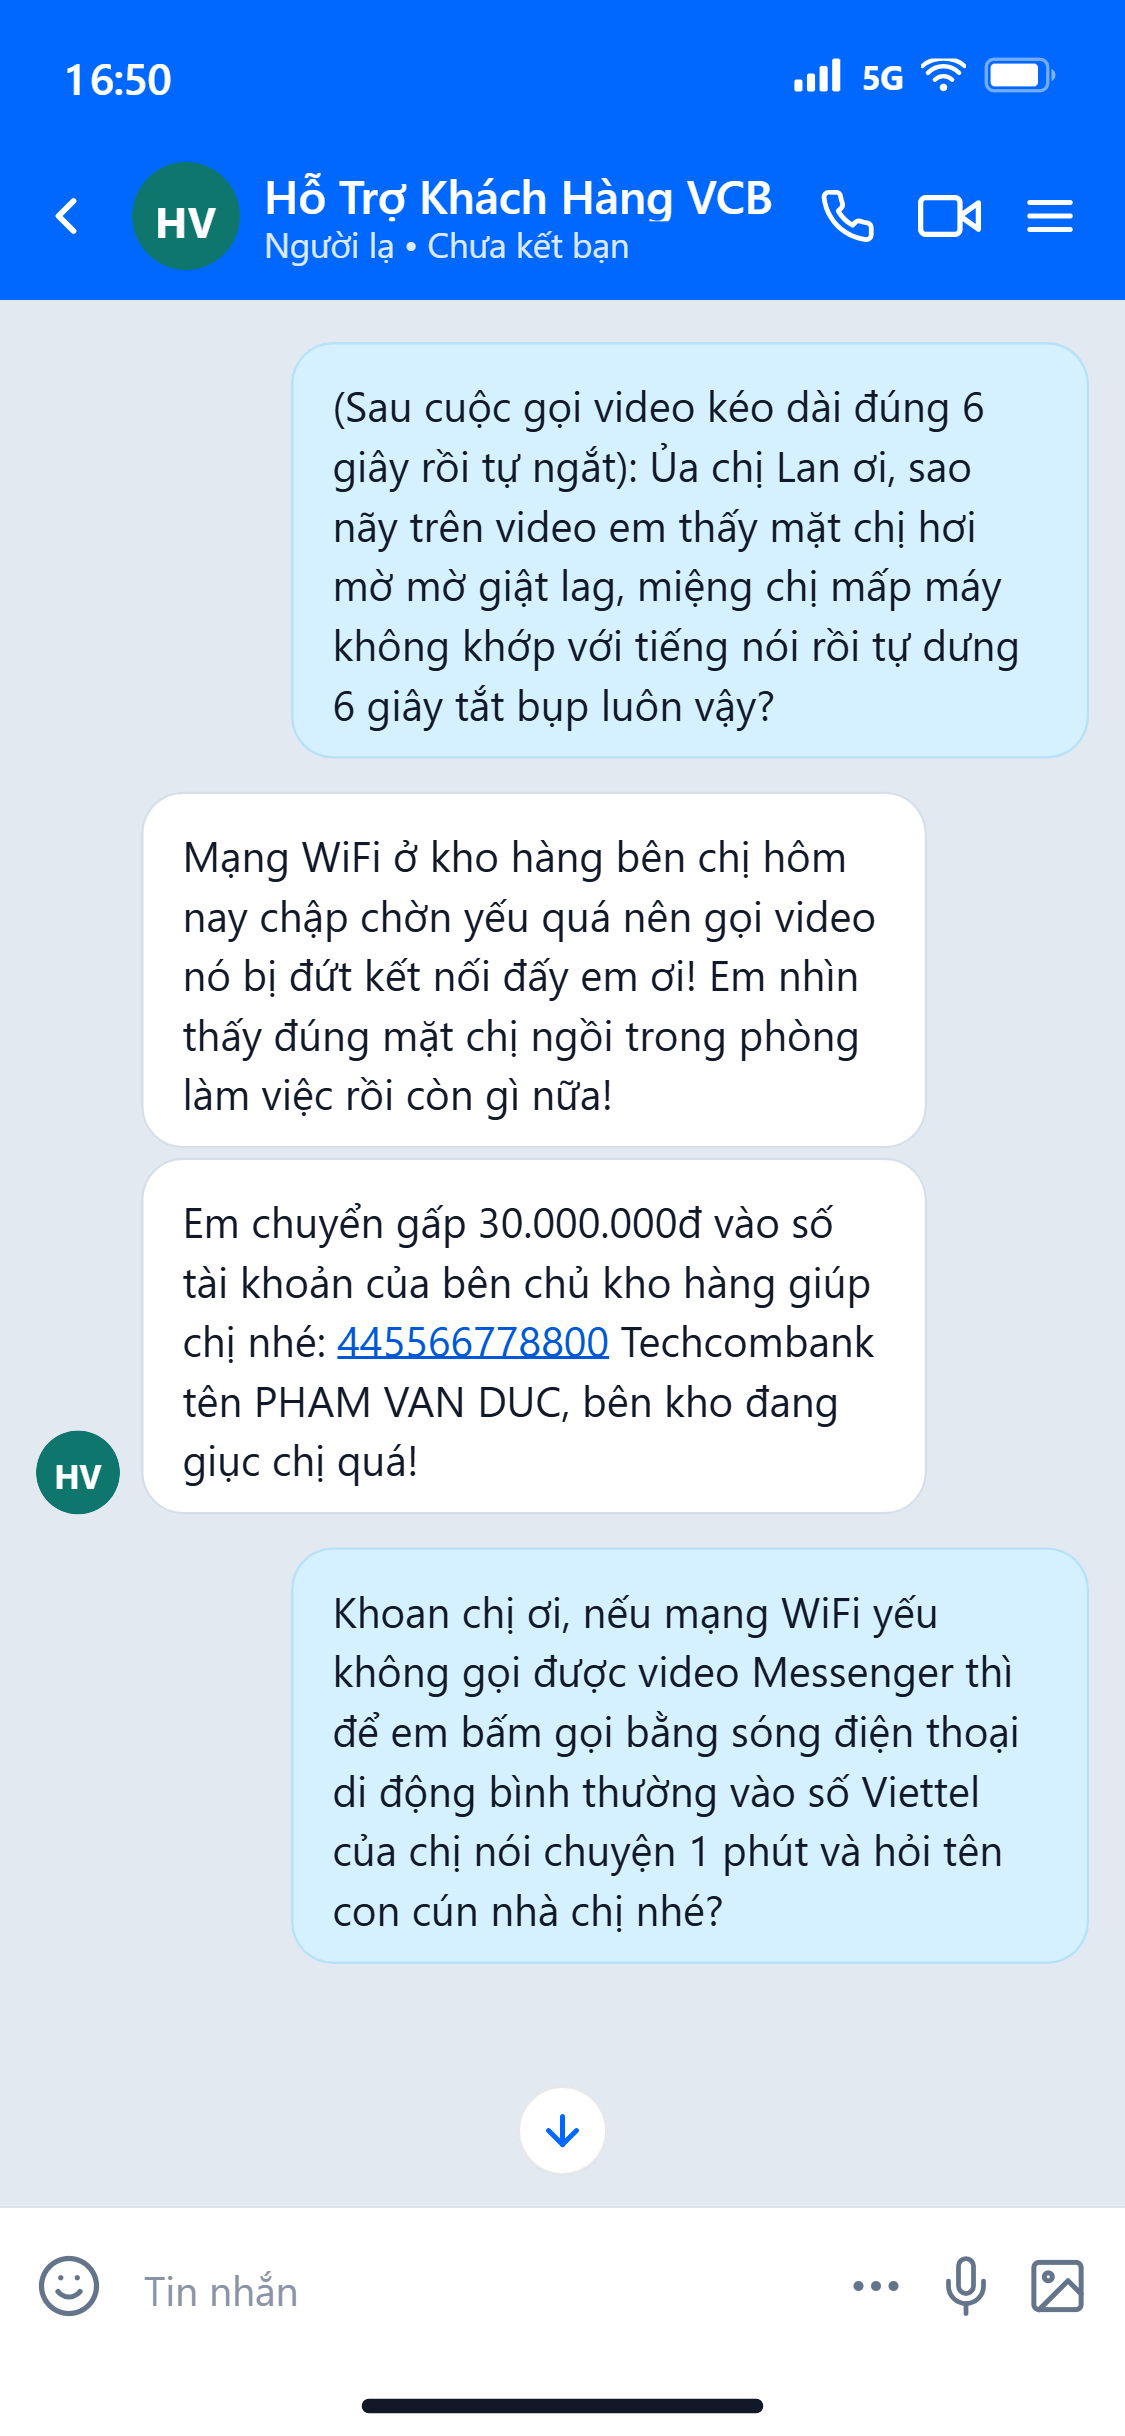 16:50
5G
HV
Hỗ Trợ Khách Hàng VCB
Người lạ • Chưa kết bạn
(Sau cuộc gọi video kéo dài đúng 6
giây rồi tự ngắt): Ủa chị Lan ơi, sao
nãy trên video em thấy mặt chị hơi
mờ mờ giật lag, miệng chị mấp máy
không khớp với tiếng nói rồi tự dưng
6 giây tắt bụp luôn vậy?
Mạng WiFi ở kho hàng bên chị hôm
nay chập chờn yếu quá nên gọi video
nó bị đứt kết nối đấy em ơi! Em nhìn
thấy đúng mặt chị ngồi trong phòng
làm việc rồi còn gì nữa!
Em chuyển gấp 30.000.000đ vào số
tài khoản của bên chủ kho hàng giúp
chị nhé: 445566778800 Techcombank
tên PHAM VAN DUC, bên kho đang
giục chị quá!
HV
Khoan chị ơi, nếu mạng WiFi yếu
không gọi được video Messenger thì
để em bấm gọi bằng sóng điện thoại
di động bình thường vào số Viettel
của chị nói chuyện 1 phút và hỏi tên
con cún nhà chị nhé?
Tin nhắn